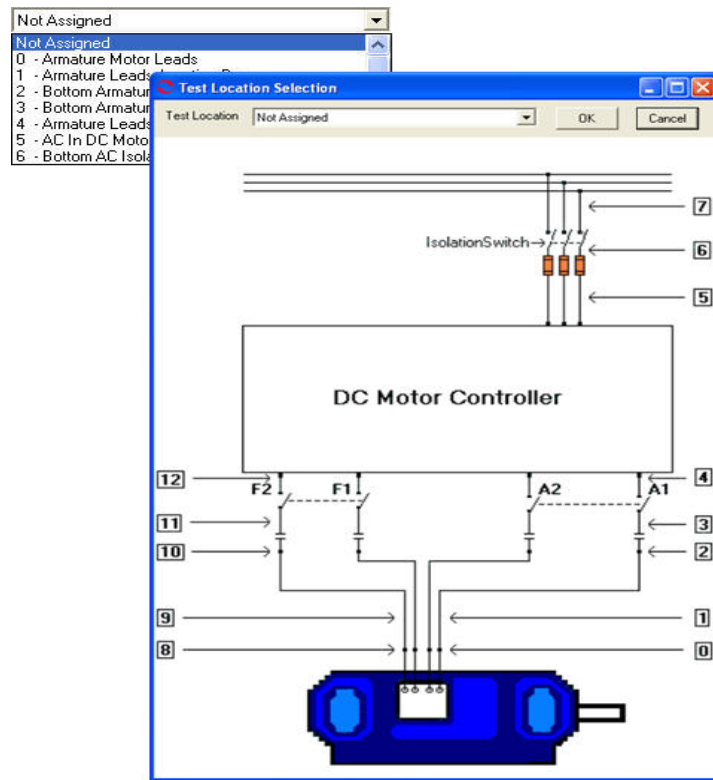 Not Assigned
Not Assigned
0 - Armature Motor Leads
1 - Armature Leads
2 - Bottom Armatur
3 - Bottom Armatur
4 - Armature Leads
5 - AC In DC Moto
6 - Bottom AC Isola
Test Location Selection
Test Location Not Assigned OK Cancel
7
IsolationSwitch
6
5
DC Motor Controller
12 4
F2 F1 A2 A1
11 3
10 2
9 1
8 0